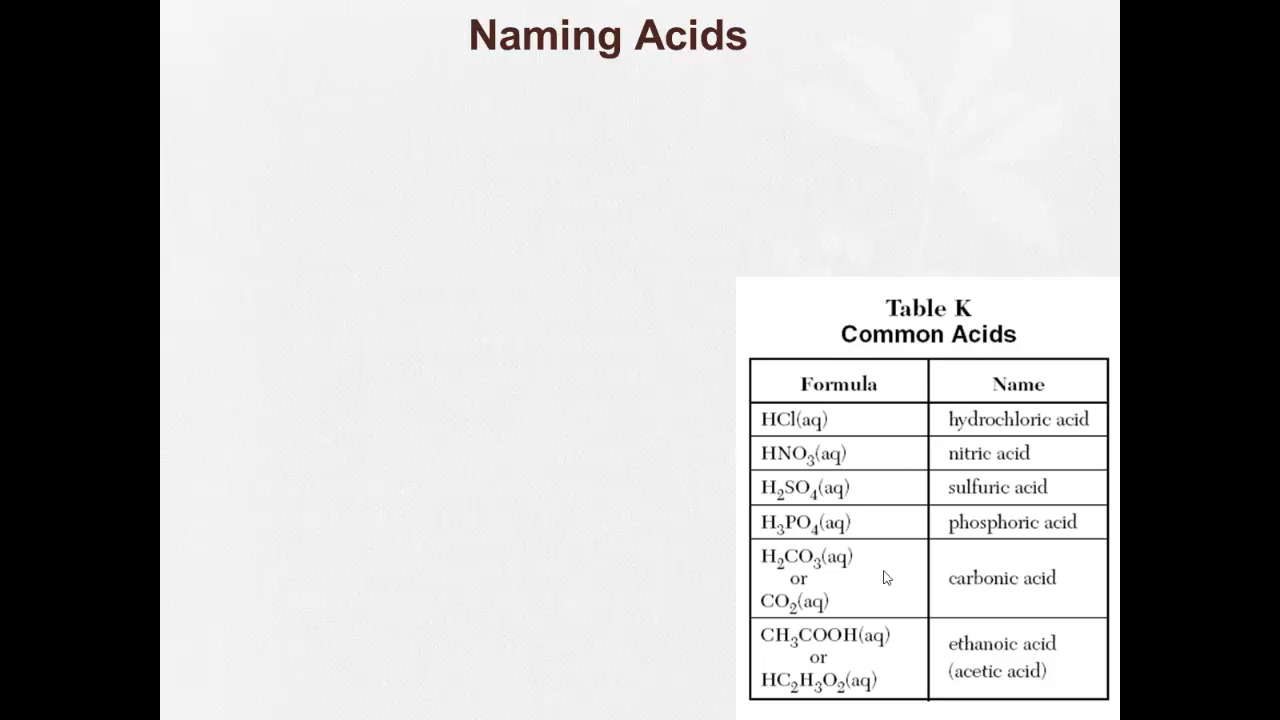 Naming Acids
Table K
Common Acids
Formula Name
HCl(aq) hydrochloric acid
HNO₃(aq) nitric acid
H₂SO₄(aq) sulfuric acid
H₃PO₄(aq) phosphoric acid
H₂CO₃(aq)
or
CO₂(aq)
carbonic acid
CH₃COOH(aq)
or
HC₂H₃O₂(aq)
ethanoic acid
(acetic acid)